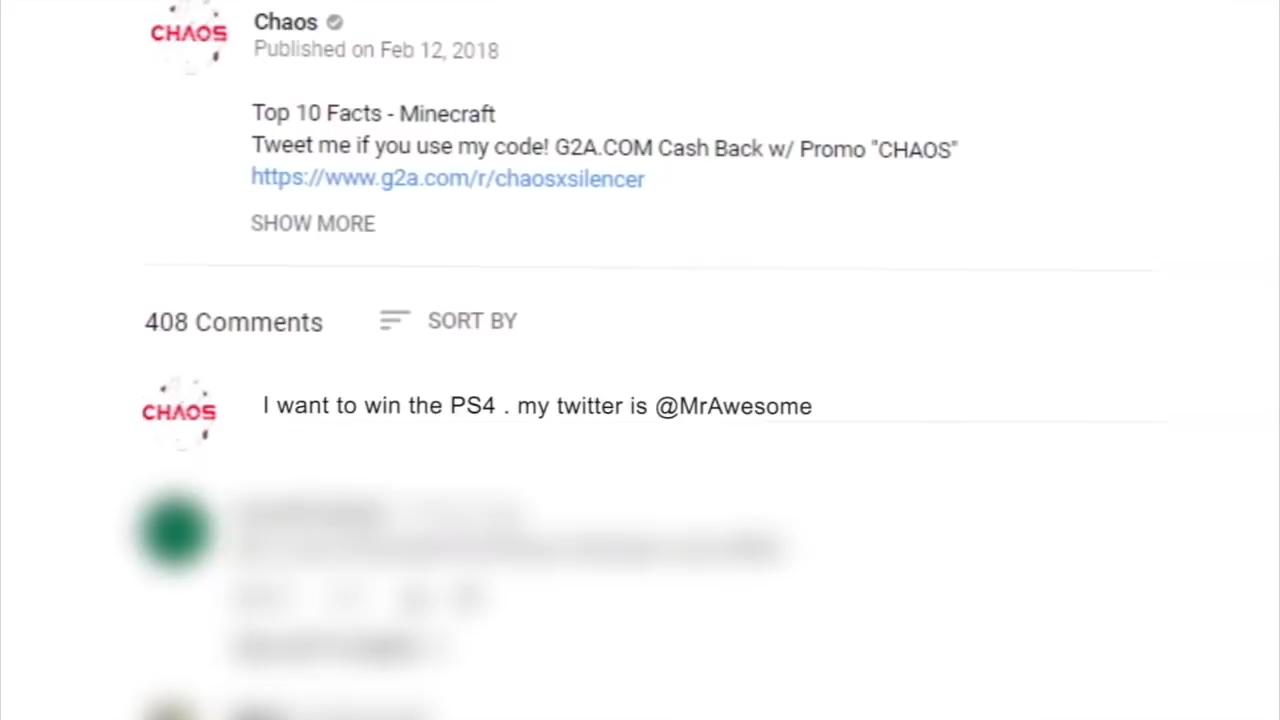 CHAOS
Chaos
Published on Feb 12, 2018
Top 10 Facts - Minecraft
Tweet me if you use my code! G2A.COM Cash Back w/ Promo "CHAOS"
https://www.g2a.com/r/chaosxsilencer
SHOW MORE
408 Comments SORT BY
CHAOS
I want to win the PS4 . my twitter is @MrAwesome